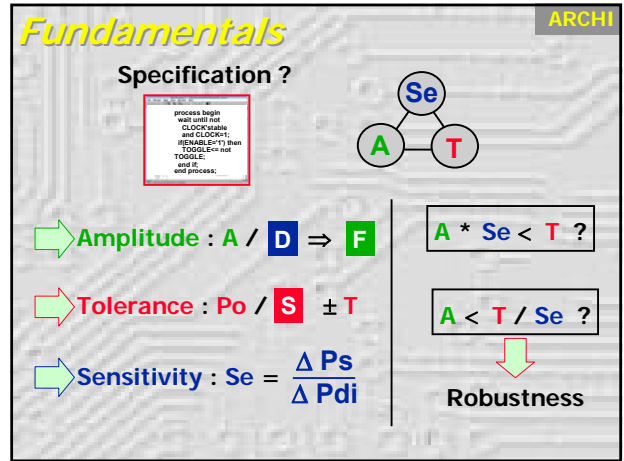 Fundamentals
ARCHI
Specification ?
process begin
wait until not
CLOCK'stable
and CLOCK=1;
if(ENABLE='1') then
TOGGLE<= not
TOGGLE;
end if;
end process;
Se
A
T
Amplitude : A / D ⇒ F
Tolerance : Po / S ± T
Sensitivity : Se = Δ Ps
Δ Pdi
A * Se < T ?
A < T / Se ?
Robustness